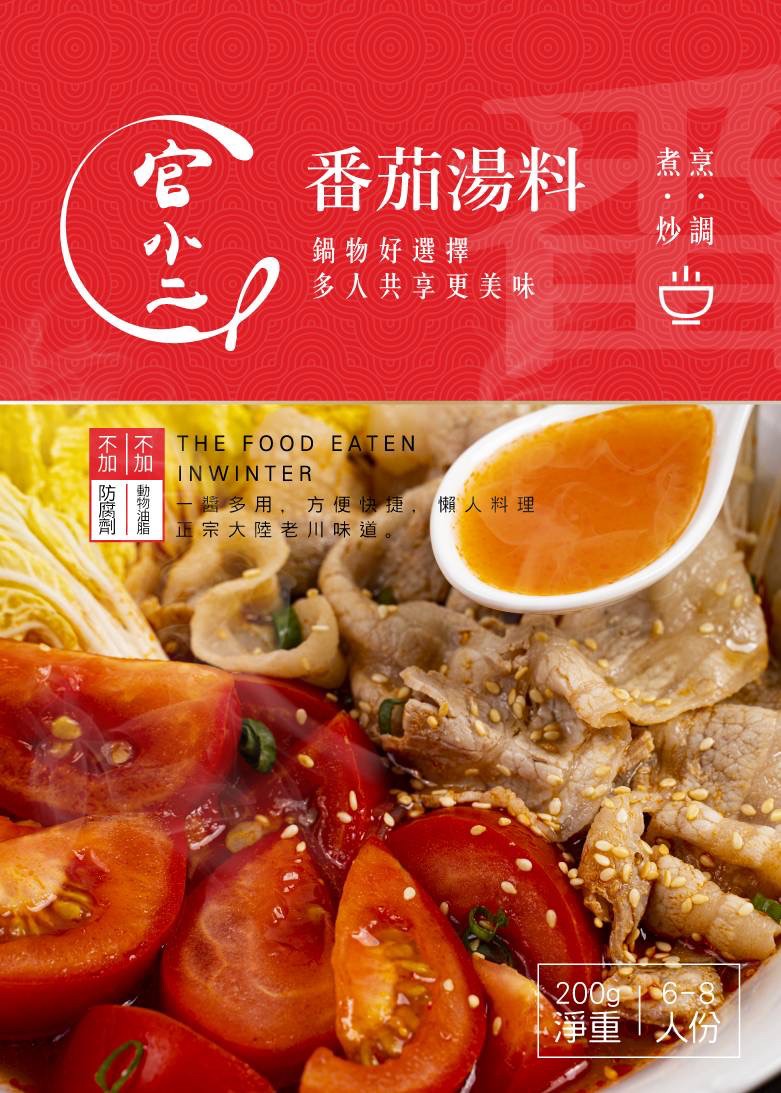 官小二
番茄湯料
鍋物好選擇
多人共享更美味
烹調
煮炒
番
不加防腐劑
不加動物油脂
THE FOOD EATEN
INWINTER
一醬多用, 方便快捷, 懶人料理
正宗大陸老川味道。
200g 淨重
6-8 人份